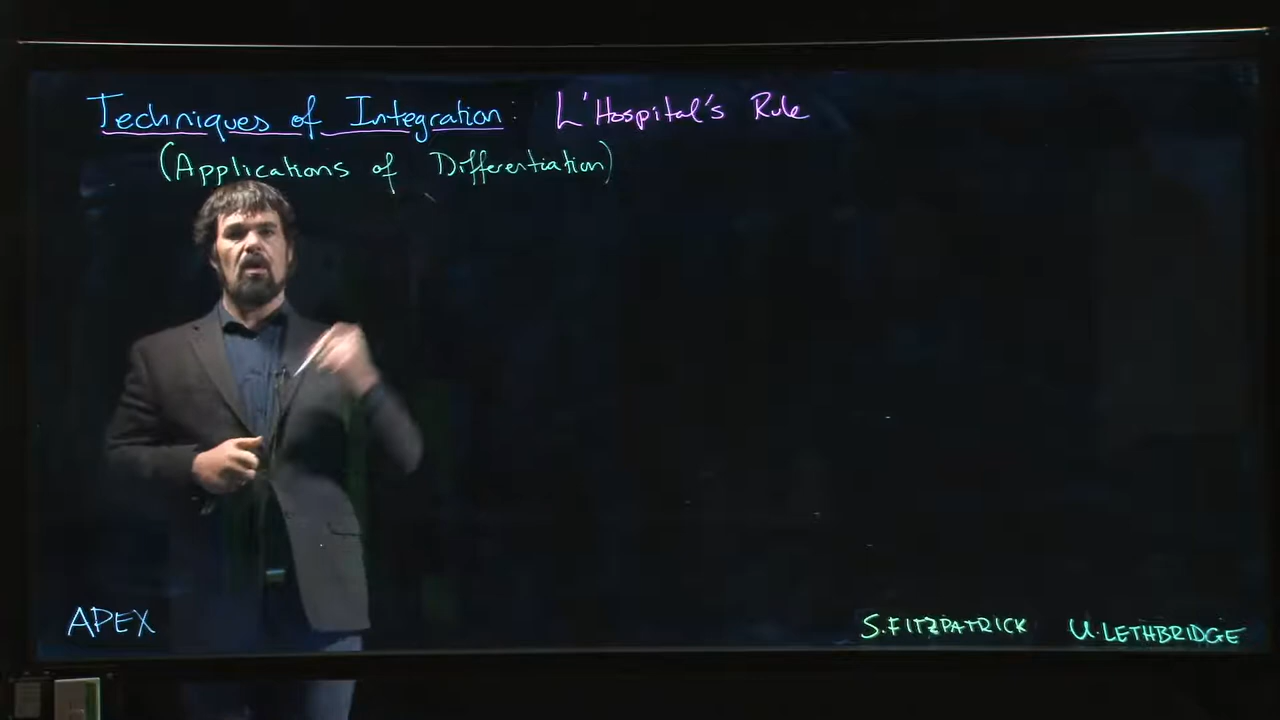 Techniques of Integration: L'Hospital's Rule
(Applications of Differentiation)
APEX
S. FITZPATRICK U. LETHBRIDGE